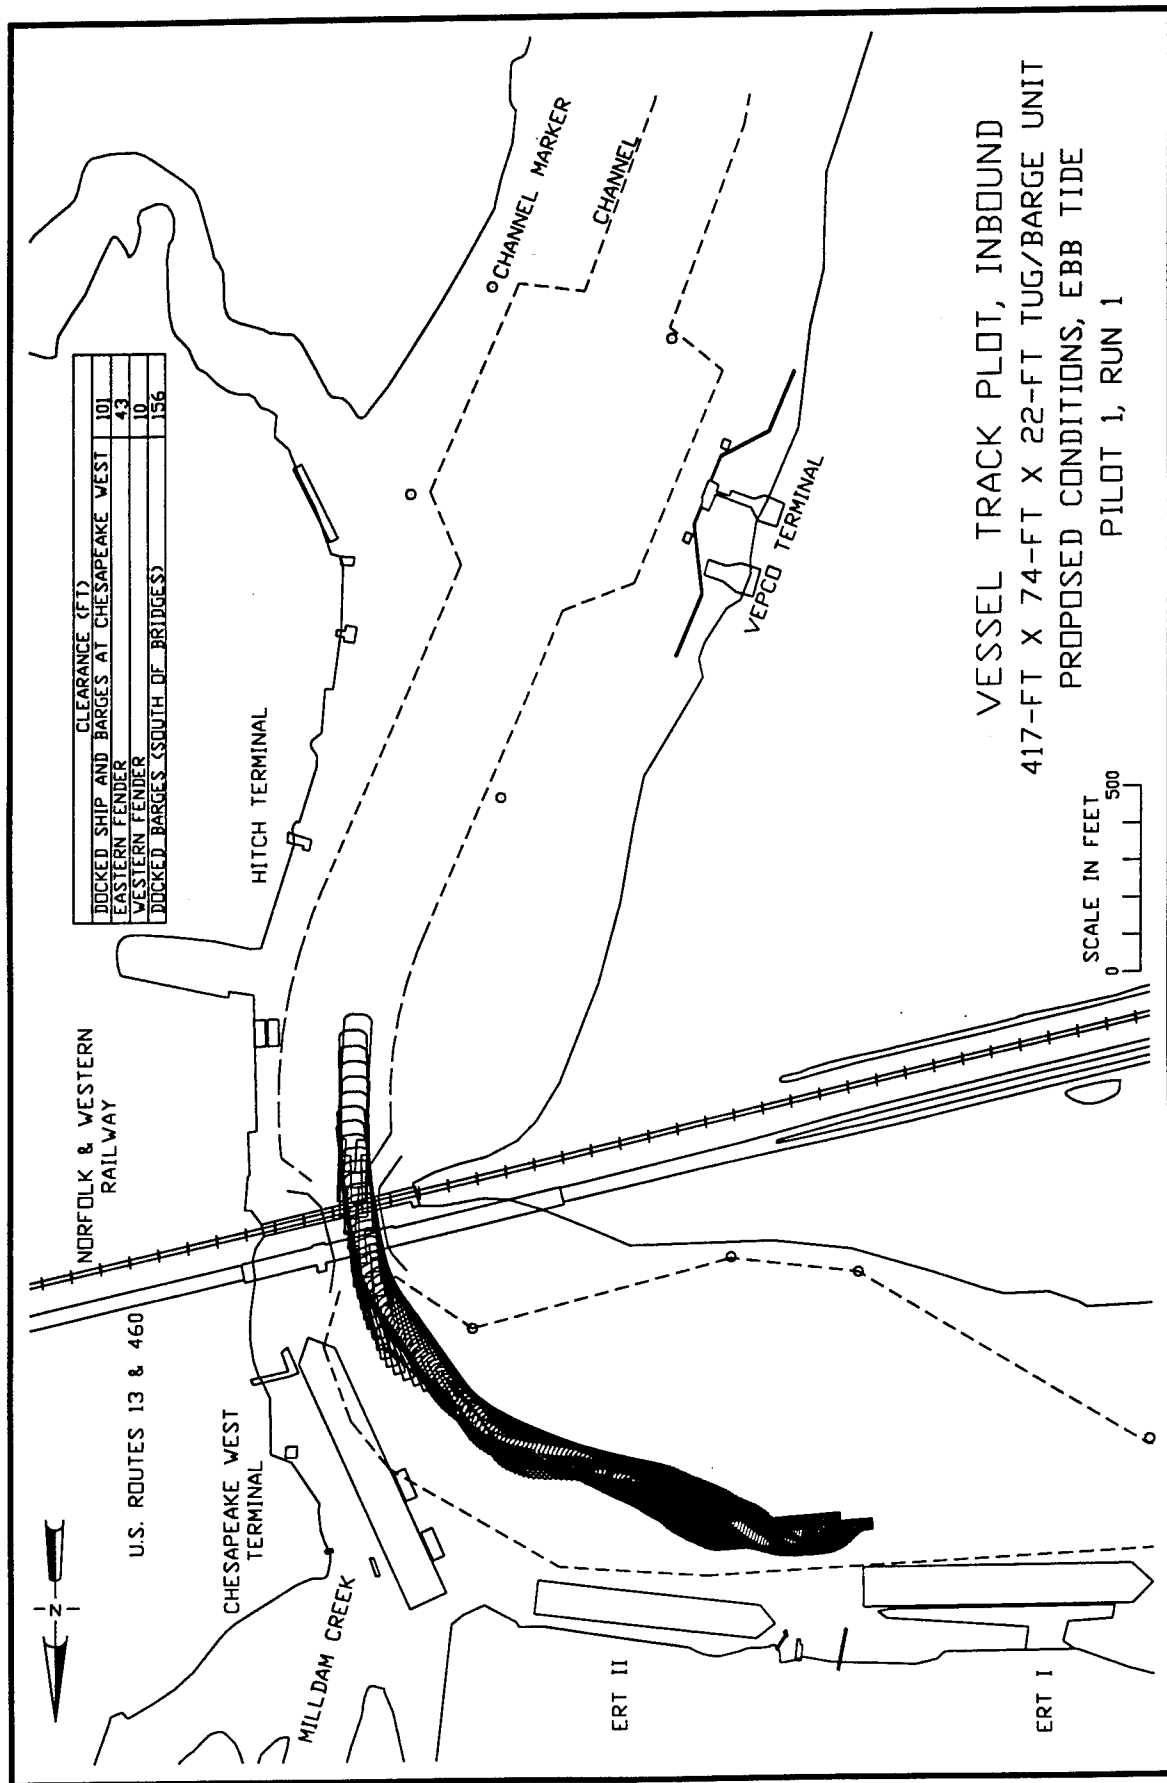 CLEARANCE (FT)
DOCKED SHIP AND BARGES AT CHESAPEAKE WEST 101
EASTERN FENDER 43
WESTERN FENDER 10
DOCKED BARGES (SOUTH OF BRIDGES) 156
N
U.S. ROUTES 13 & 460
NORFOLK & WESTERN
RAILWAY
HITCH TERMINAL
CHESAPEAKE WEST
TERMINAL
MILLDAM CREEK
CHANNEL MARKER
CHANNEL
VEPCO TERMINAL
ERT II
ERT I
SCALE IN FEET
0 500
VESSEL TRACK PLOT, INBOUND
417-FT X 74-FT X 22-FT TUG/BARGE UNIT
PROPOSED CONDITIONS, EBB TIDE
PILOT 1, RUN 1